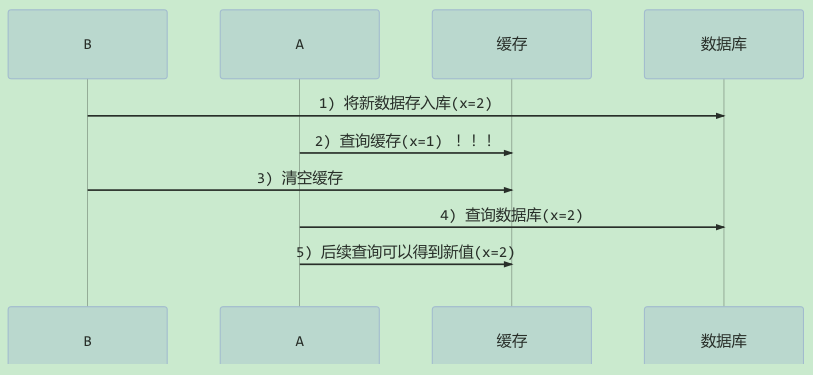 B
A
缓存
数据库
1) 将新数据存入库(x=2)
2) 查询缓存(x=1) ！！！
3) 清空缓存
4) 查询数据库(x=2)
5) 后续查询可以得到新值(x=2)
B
A
缓存
数据库